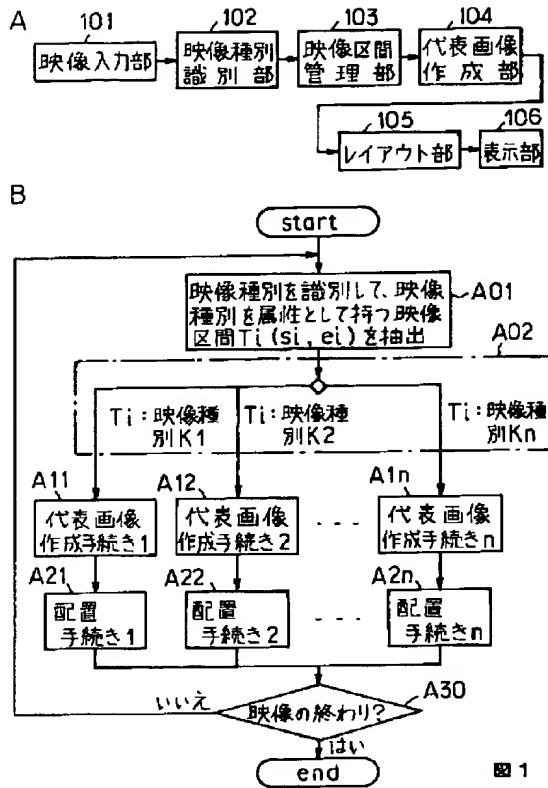 A
101
映像入力部
102
映像種別
識別部
103
映像区間
管理部
104
代表画像
作成部
105
レイアウト部
106
表示部
B
start
映像種別を識別して、映像
種別を属性として持つ映像
区間Ti(si,ei)を抽出
A01
A02
Ti:映像種
別K1
Ti:映像種
別K2
Ti:映像種
別Kn
A11
代表画像
作成手続き1
A12
代表画像
作成手続き2
- - - -
A1n
代表画像
作成手続きn
A21
配置
手続き1
A22
配置
手続き2
- - - -
A2n
配置
手続きn
いいえ
映像の終わり?
A30
はい
end
図1